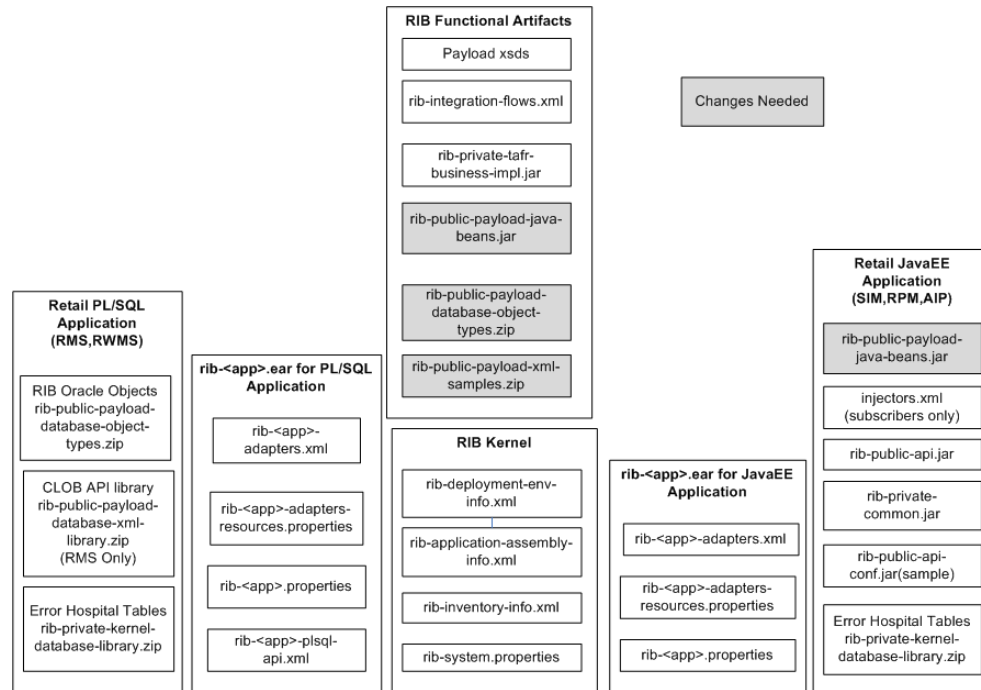 RIB Functional Artifacts
Payload xsds
rib-integration-flows.xml
rib-private-tafr-
business-impl.jar
rib-public-payload-java-
beans.jar
rib-public-payload-
database-object-
types.zip
rib-public-payload-xml-
samples.zip
Changes Needed
Retail PL/SQL
Application
(RMS,RWMS)
RIB Oracle Objects
rib-public-payload-
database-object-
types.zip
CLOB API library
rib-public-payload-
database-xml-
library.zip
(RMS Only)
Error Hospital Tables
rib-private-kernel-
database-library.zip
rib-<app>.ear for PL/SQL
Application
rib-<app>-
adapters.xml
rib-<app>-adapters-
resources.properties
rib-<app>.properties
rib-<app>-plsql-
api.xml
RIB Kernel
rib-deployment-env-
info.xml
rib-application-assembly-
info.xml
rib-inventory-info.xml
rib-system.properties
rib-<app>.ear for JavaEE
Application
rib-<app>-adapters.xml
rib-<app>-adapters-
resources.properties
rib-<app>.properties
Retail JavaEE
Application
(SIM,RPM,AIP)
rib-public-payload-
java-beans.jar
injectors.xml
(subscribers only)
rib-public-api.jar
rib-private-
common.jar
rib-public-api-
conf.jar(sample)
Error Hospital Tables
rib-private-kernel-
database-library.zip